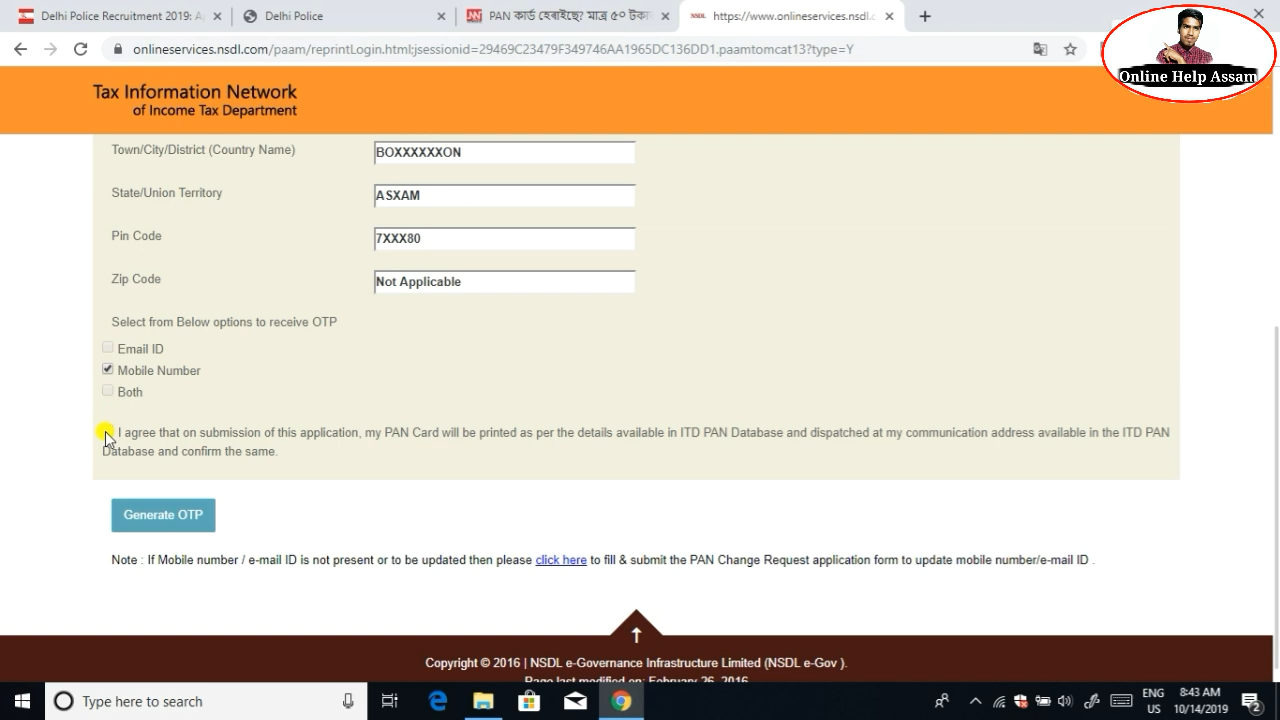 Delhi Police Recruitment 2019: A
Delhi Police
PAN কার্ড হেৰাইছে? মাত্ৰ ৫০ টকা
https://www.onlineservices.nsdl.c
onlineservices.nsdl.com/paam/reprintLogin.html;jsessionid=29469C23479F349746AA1965DC136DD1.paamtomcat13?type=Y
Online Help Assam
Tax Information Network
of Income Tax Department
Town/City/District (Country Name)
BOXXXXXXON
State/Union Territory
ASXAM
Pin Code
7XXX80
Zip Code
Not Applicable
Select from Below options to receive OTP
Email ID
Mobile Number
Both
I agree that on submission of this application, my PAN Card will be printed as per the details available in ITD PAN Database and dispatched at my communication address available in the ITD PAN
Database and confirm the same.
Generate OTP
Note : If Mobile number / e-mail ID is not present or to be updated then please click here to fill & submit the PAN Change Request application form to update mobile number/e-mail ID .
Copyright © 2016 | NSDL e-Governance Infrastructure Limited (NSDL e-Gov ).
Page last modified on: February 26, 2016
Type here to search
ENG
US
8:43 AM
10/14/2019
2